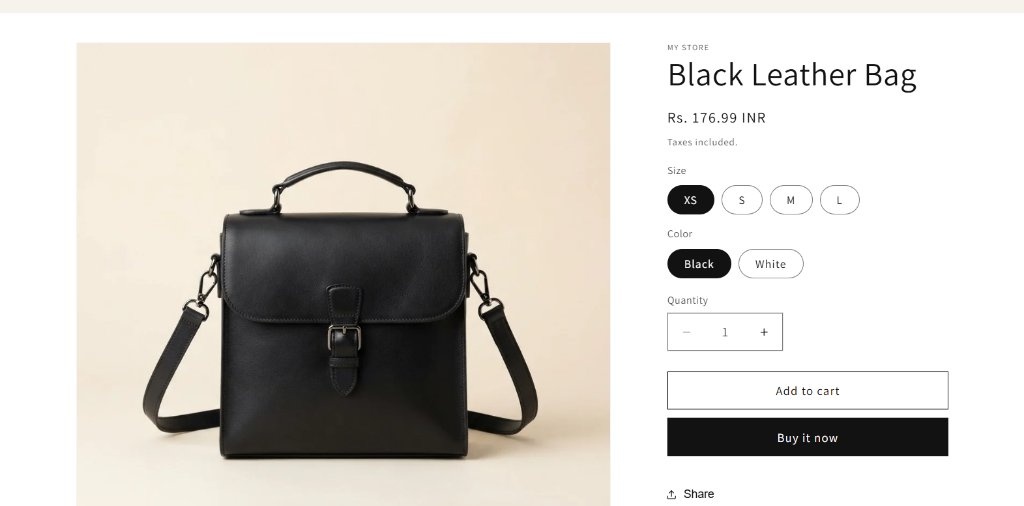 MY STORE
Black Leather Bag
Rs. 176.99 INR
Taxes included.
Size
XS S M L
Color
Black White
Quantity
− 1 +
Add to cart
Buy it now
Share